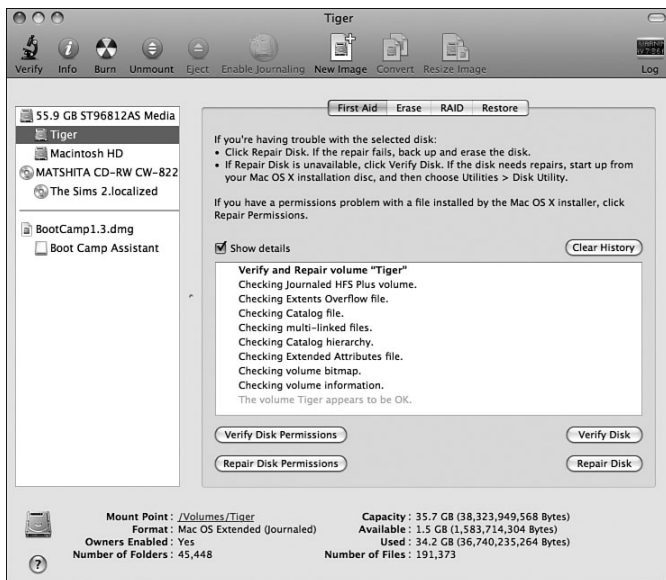 Tiger
Verify Info Burn Unmount Eject Enable Journaling New Image Convert Resize Image Log
55.9 GB ST96812AS Media
Tiger
Macintosh HD
MATSHITA CD-RW CW-822
The Sims 2.localized
BootCamp1.3.dmg
Boot Camp Assistant
First Aid Erase RAID Restore
If you're having trouble with the selected disk:
• Click Repair Disk. If the repair fails, back up and erase the disk.
• If Repair Disk is unavailable, click Verify Disk. If the disk needs repairs, start up from
your Mac OS X installation disc, and then choose Utilities > Disk Utility.
If you have a permissions problem with a file installed by the Mac OS X installer, click
Repair Permissions.
Show details
Clear History
Verify and Repair volume “Tiger”
Checking Journaled HFS Plus volume.
Checking Extents Overflow file.
Checking Catalog file.
Checking multi-linked files.
Checking Catalog hierarchy.
Checking Extended Attributes file.
Checking volume bitmap.
Checking volume information.
The volume Tiger appears to be OK.
Verify Disk Permissions Verify Disk
Repair Disk Permissions Repair Disk
Mount Point : /Volumes/Tiger
Format : Mac OS Extended (Journaled)
Owners Enabled : Yes
Number of Folders : 45,448
Capacity : 35.7 GB (38,323,949,568 Bytes)
Available : 1.5 GB (1,583,714,304 Bytes)
Used : 34.2 GB (36,740,235,264 Bytes)
Number of Files : 191,373
?